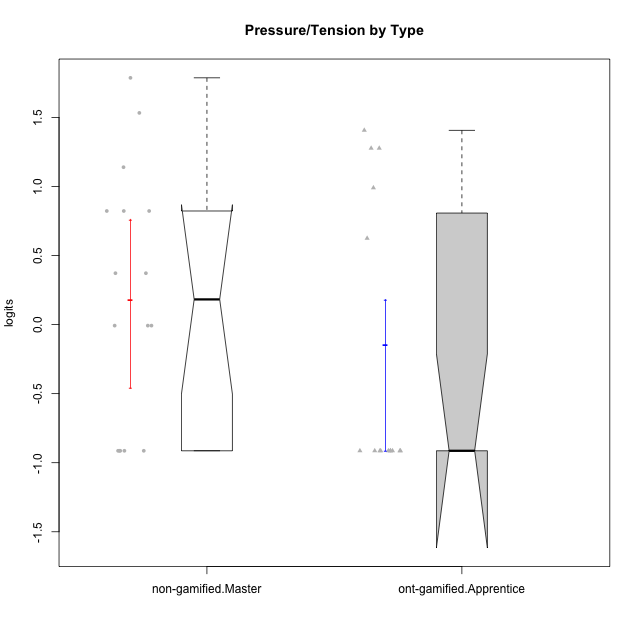 Pressure/Tension by Type
logits
1.5
1.0
0.5
0.0
-0.5
-1.0
-1.5
non-gamified.Master
ont-gamified.Apprentice